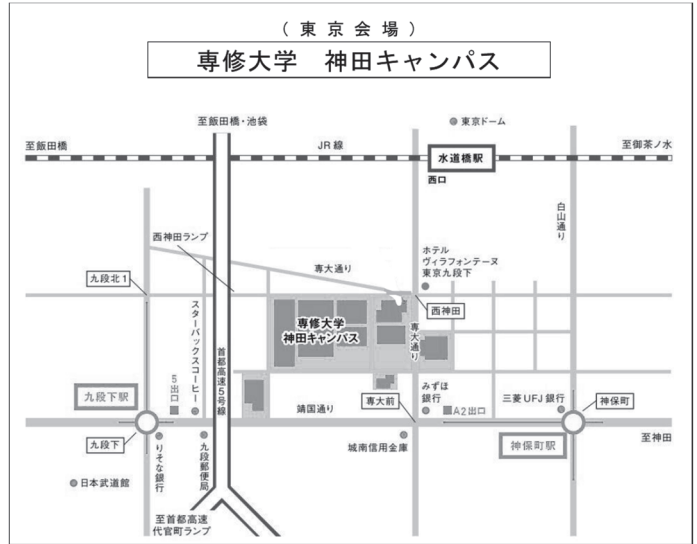 (東京会場)
専修大学 神田キャンパス
至飯田橋・池袋
東京ドーム
至飯田橋
JR線
水道橋駅
至御茶ノ水
西口
白山通り
西神田ランプ
専大通り
ホテル
ヴィラフォンテーヌ
東京九段下
九段北1
西神田
専修大学
神田キャンパス
専大通り
スターバックスコーヒー
首都高速5号線
5出口
九段下駅
靖国通り
専大前
みずほ
銀行
A2出口
三菱UFJ銀行
神保町
九段下
りそな銀行
九段郵便局
城南信用金庫
神保町駅
至神田
日本武道館
至首都高速
代官町ランプ